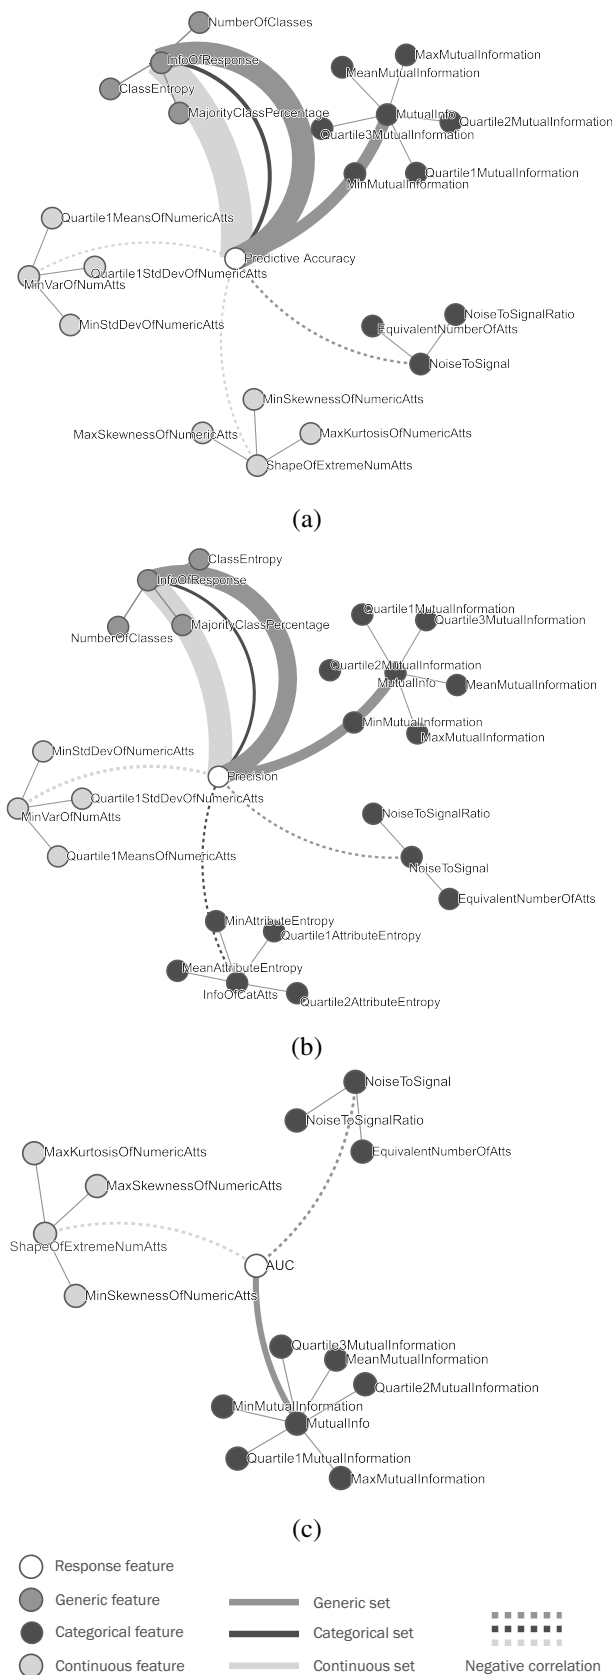 NumberOfClasses
MaxMutualInformation
InfoOfResponse
MeanMutualInformation
ClassEntropy
MajorityClassPercentage
MutualInfo
Quartile2MutualInformation
Quartile3MutualInformation
Quartile1MutualInformation
MinMutualInformation
Quartile1MeansOfNumericAtts
Predictive Accuracy
Quartile1StdDevOfNumericAtts
MinVarOfNumAtts
NoiseToSignalRatio
MinStdDevOfNumericAtts
EquivalentNumberOfAtts
NoiseToSignal
MinSkewnessOfNumericAtts
MaxSkewnessOfNumericAtts
MaxKurtosisOfNumericAtts
ShapeOfExtremeNumAtts
(a)
ClassEntropy
InfoOfResponse
Quartile1MutualInformation
Quartile3MutualInformation
MajorityClassPercentage
NumberOfClasses
Quartile2MutualInformation
MutualInfo
MeanMutualInformation
MinMutualInformation
MaxMutualInformation
MinStdDevOfNumericAtts
Precision
Quartile1StdDevOfNumericAtts
MinVarOfNumAtts
NoiseToSignalRatio
Quartile1MeansOfNumericAtts
NoiseToSignal
EquivalentNumberOfAtts
MinAttributeEntropy
Quartile1AttributeEntropy
MeanAttributeEntropy
InfoOfCatAtts
Quartile2AttributeEntropy
(b)
NoiseToSignal
NoiseToSignalRatio
MaxKurtosisOfNumericAtts
EquivalentNumberOfAtts
MaxSkewnessOfNumericAtts
ShapeOfExtremeNumAtts
AUC
MinSkewnessOfNumericAtts
Quartile3MutualInformation
MeanMutualInformation
Quartile2MutualInformation
MinMutualInformation
MutualInfo
Quartile1MutualInformation
MaxMutualInformation
(c)
Response feature
Generic feature
Generic set
Categorical feature
Categorical set
Continuous feature
Continuous set
Negative correlation